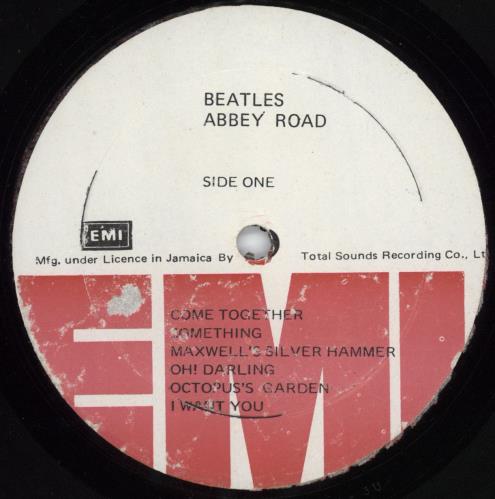 BEATLES
ABBEY ROAD
SIDE ONE
EMI
Mfg. under Licence in Jamaica By Total Sounds Recording Co., Lt
COME TOGETHER
SOMETHING
MAXWELL'S SILVER HAMMER
OH! DARLING
OCTOPUS'S GARDEN
I WANT YOU
EMI